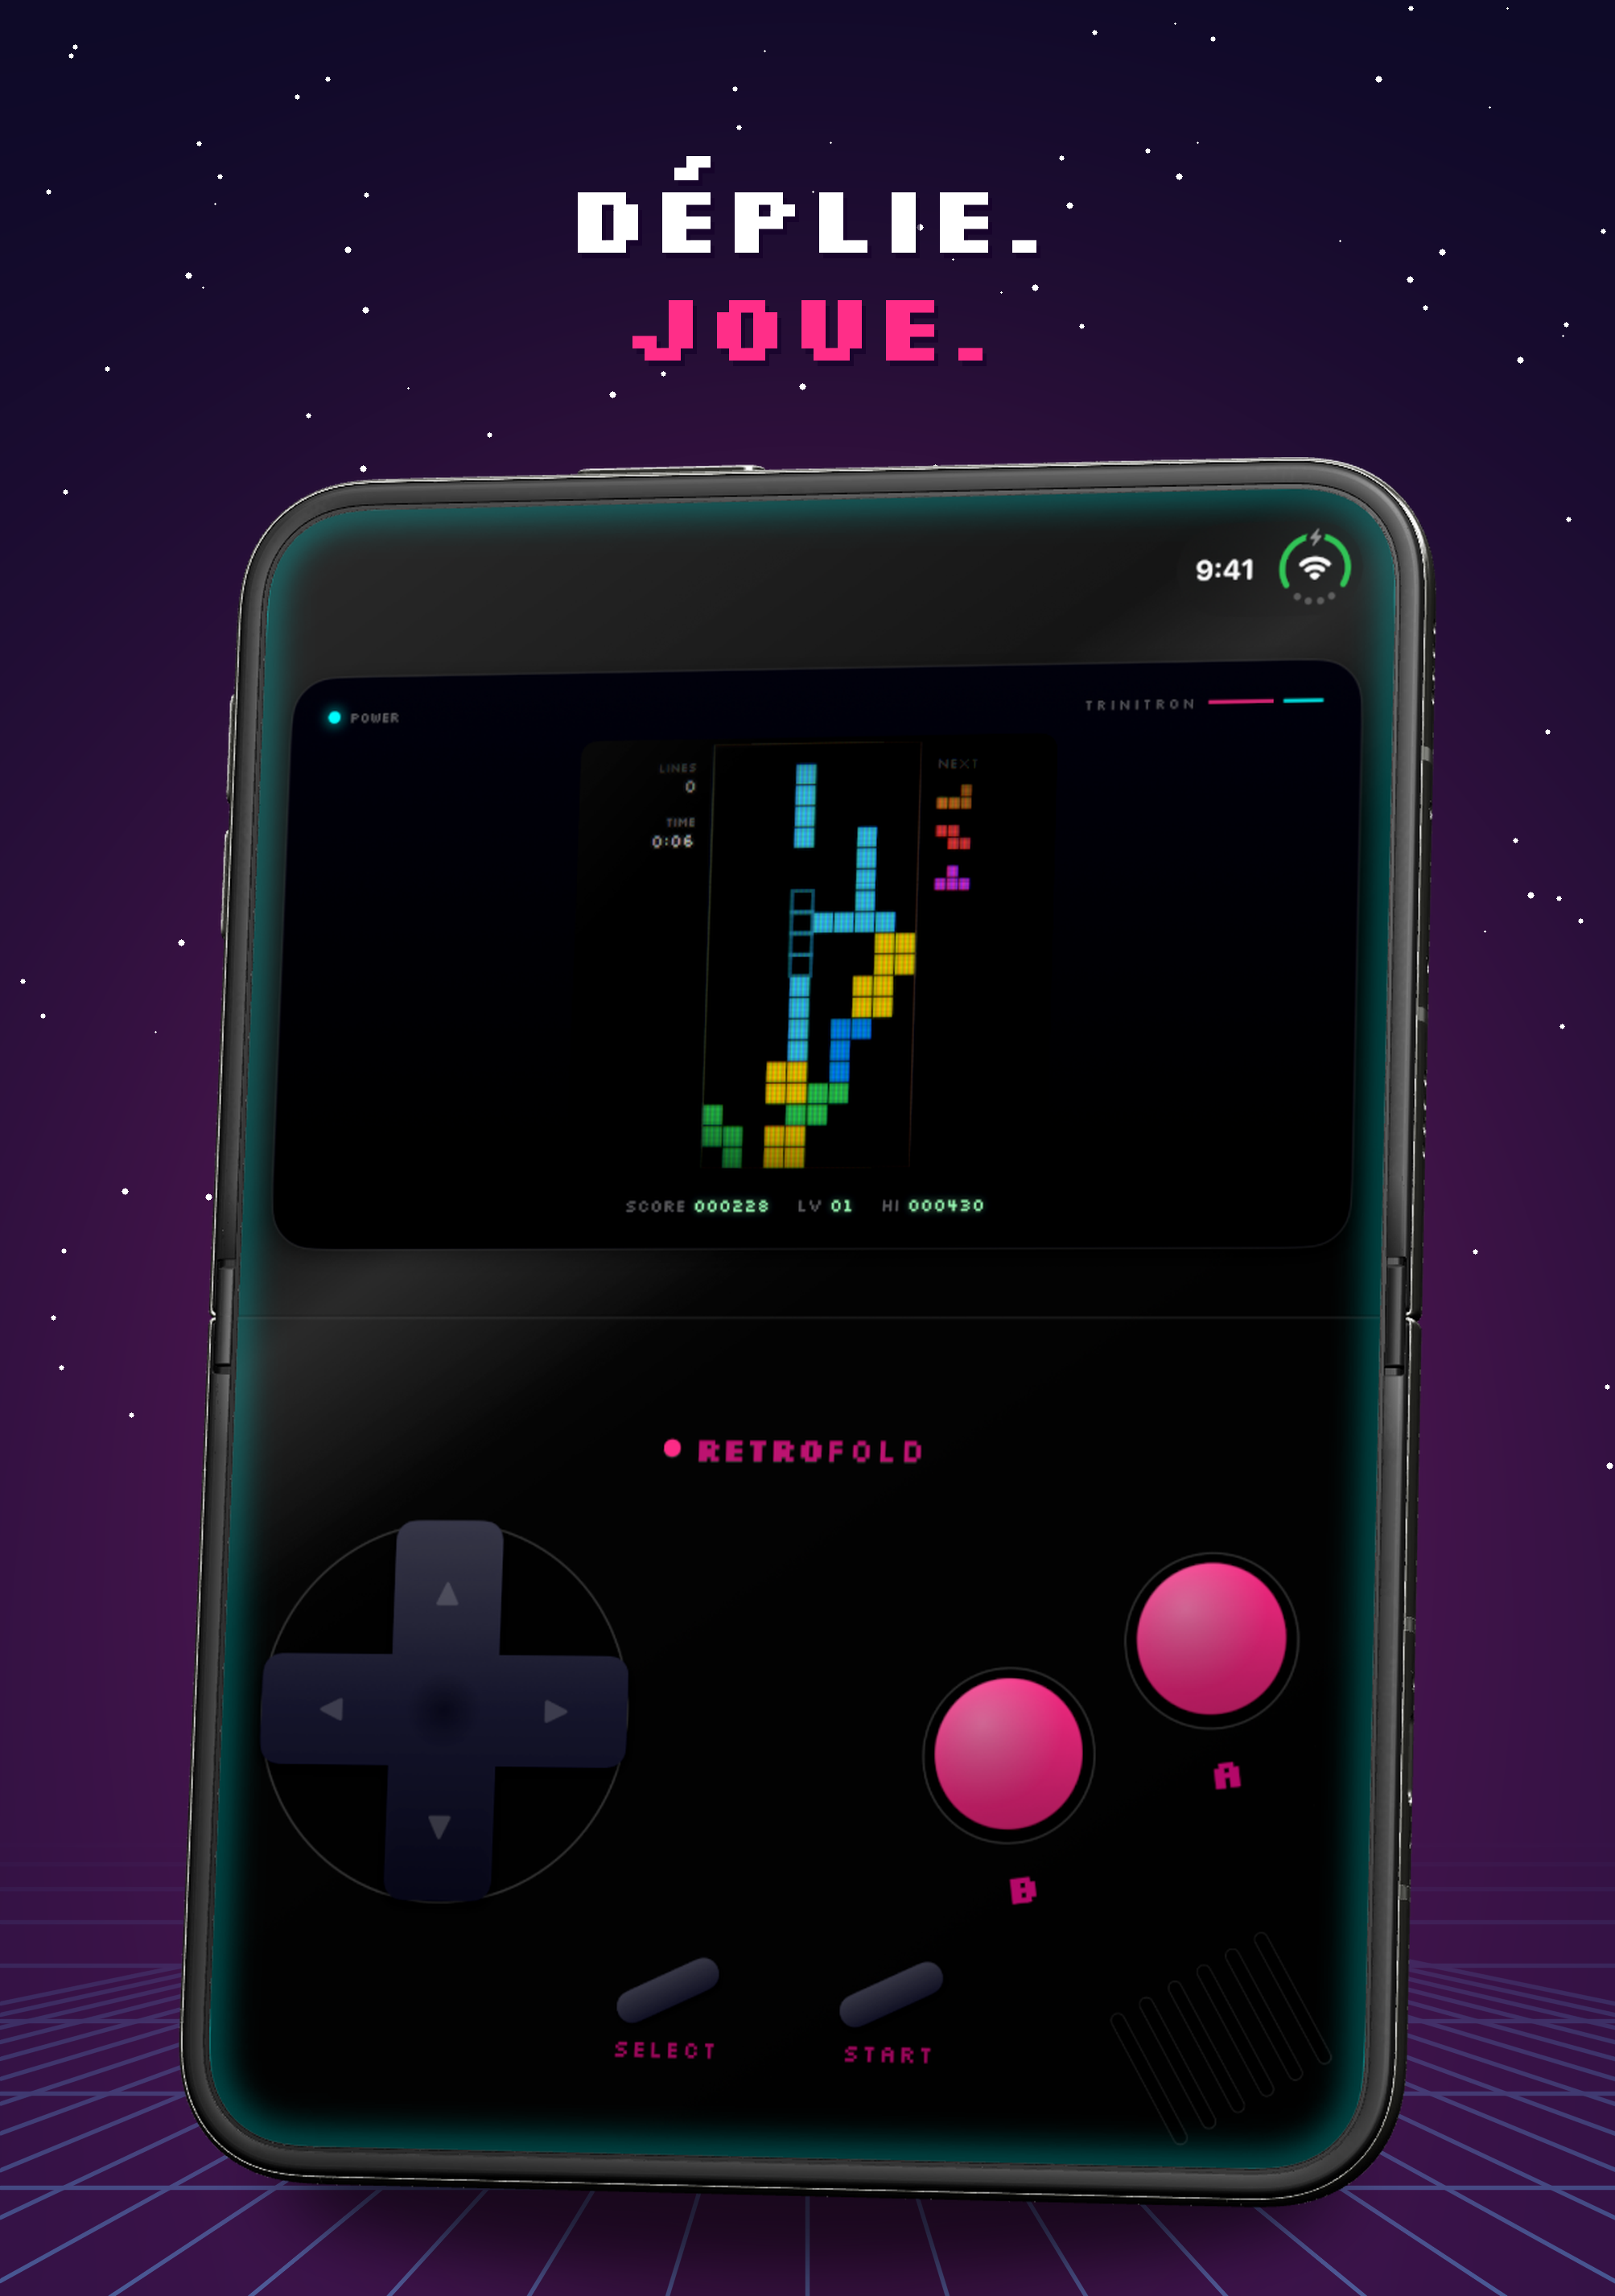 DÉPLIE.
JOUE.
9:41
POWER
TRINITRON
LINES
0
TIME
0:06
NEXT
SCORE 000228 LV 01 HI 000430
RETROFOLD
A
B
SELECT
START